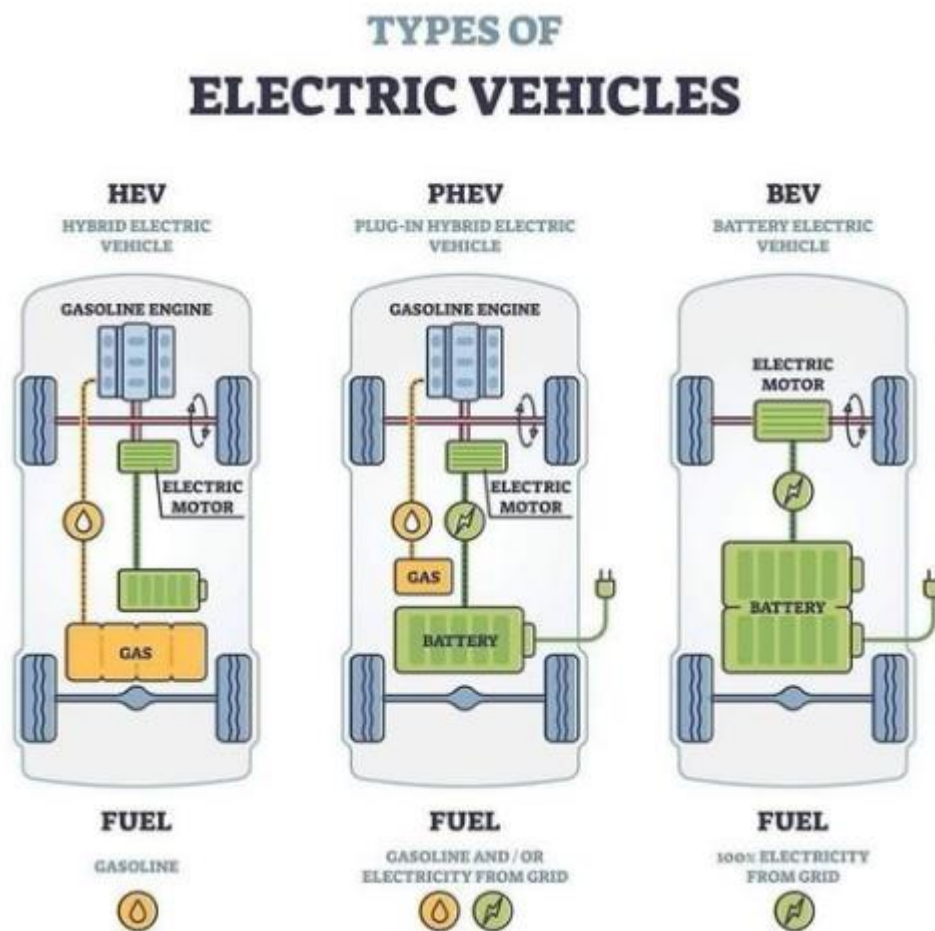 TYPES OF
ELECTRIC VEHICLES
HEV
HYBRID ELECTRIC
VEHICLE
GASOLINE ENGINE
ELECTRIC
MOTOR
GAS
FUEL
GASOLINE
PHEV
PLUG-IN HYBRID ELECTRIC
VEHICLE
GASOLINE ENGINE
ELECTRIC
MOTOR
GAS
BATTERY
FUEL
GASOLINE AND / OR
ELECTRICITY FROM GRID
BEV
BATTERY ELECTRIC
VEHICLE
ELECTRIC
MOTOR
BATTERY
FUEL
100% ELECTRICITY
FROM GRID